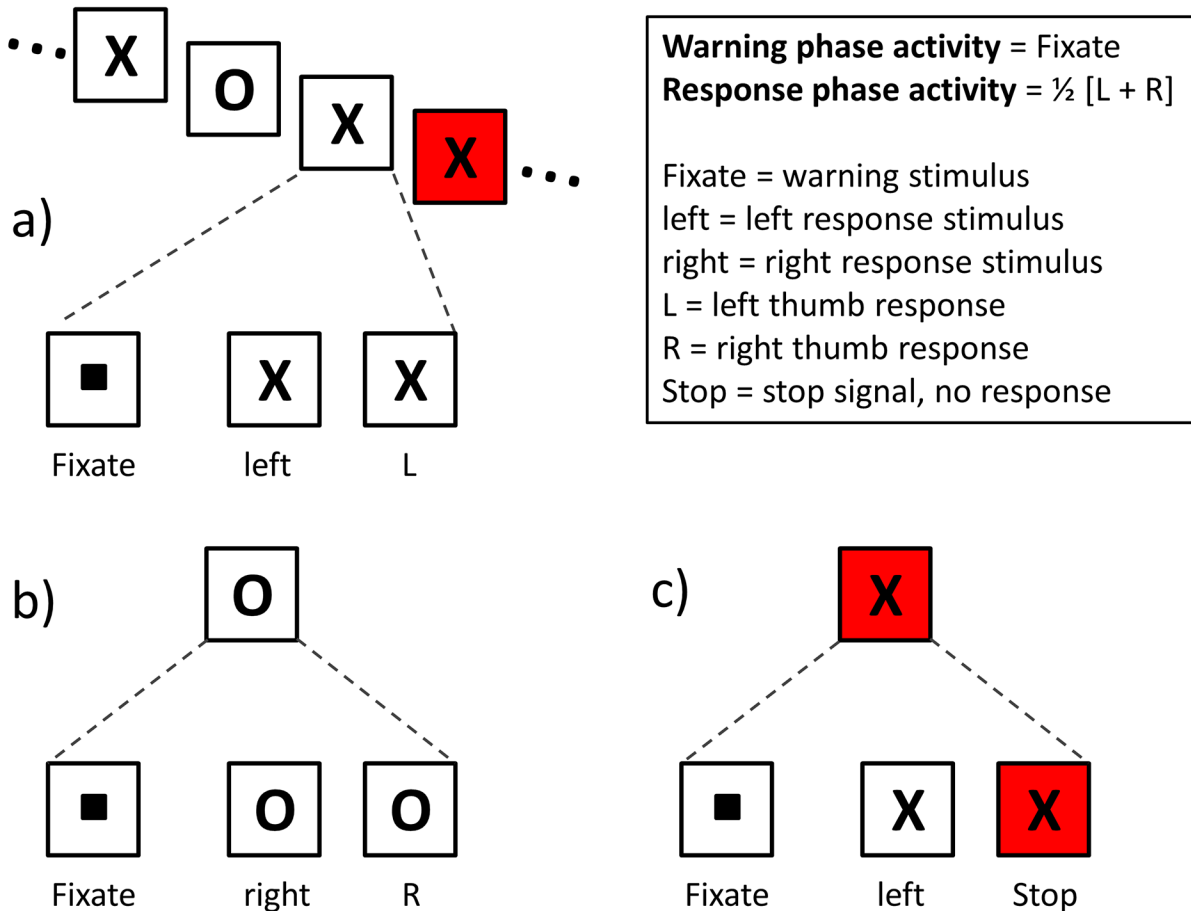 X
O
X
X
a)
X
X
Fixate
left
L
Warning phase activity = Fixate
Response phase activity = ½ [L + R]
Fixate = warning stimulus
left = left response stimulus
right = right response stimulus
L = left thumb response
R = right thumb response
Stop = stop signal, no response
b)
O
O
O
Fixate
right
R
c)
X
X
X
Fixate
left
Stop